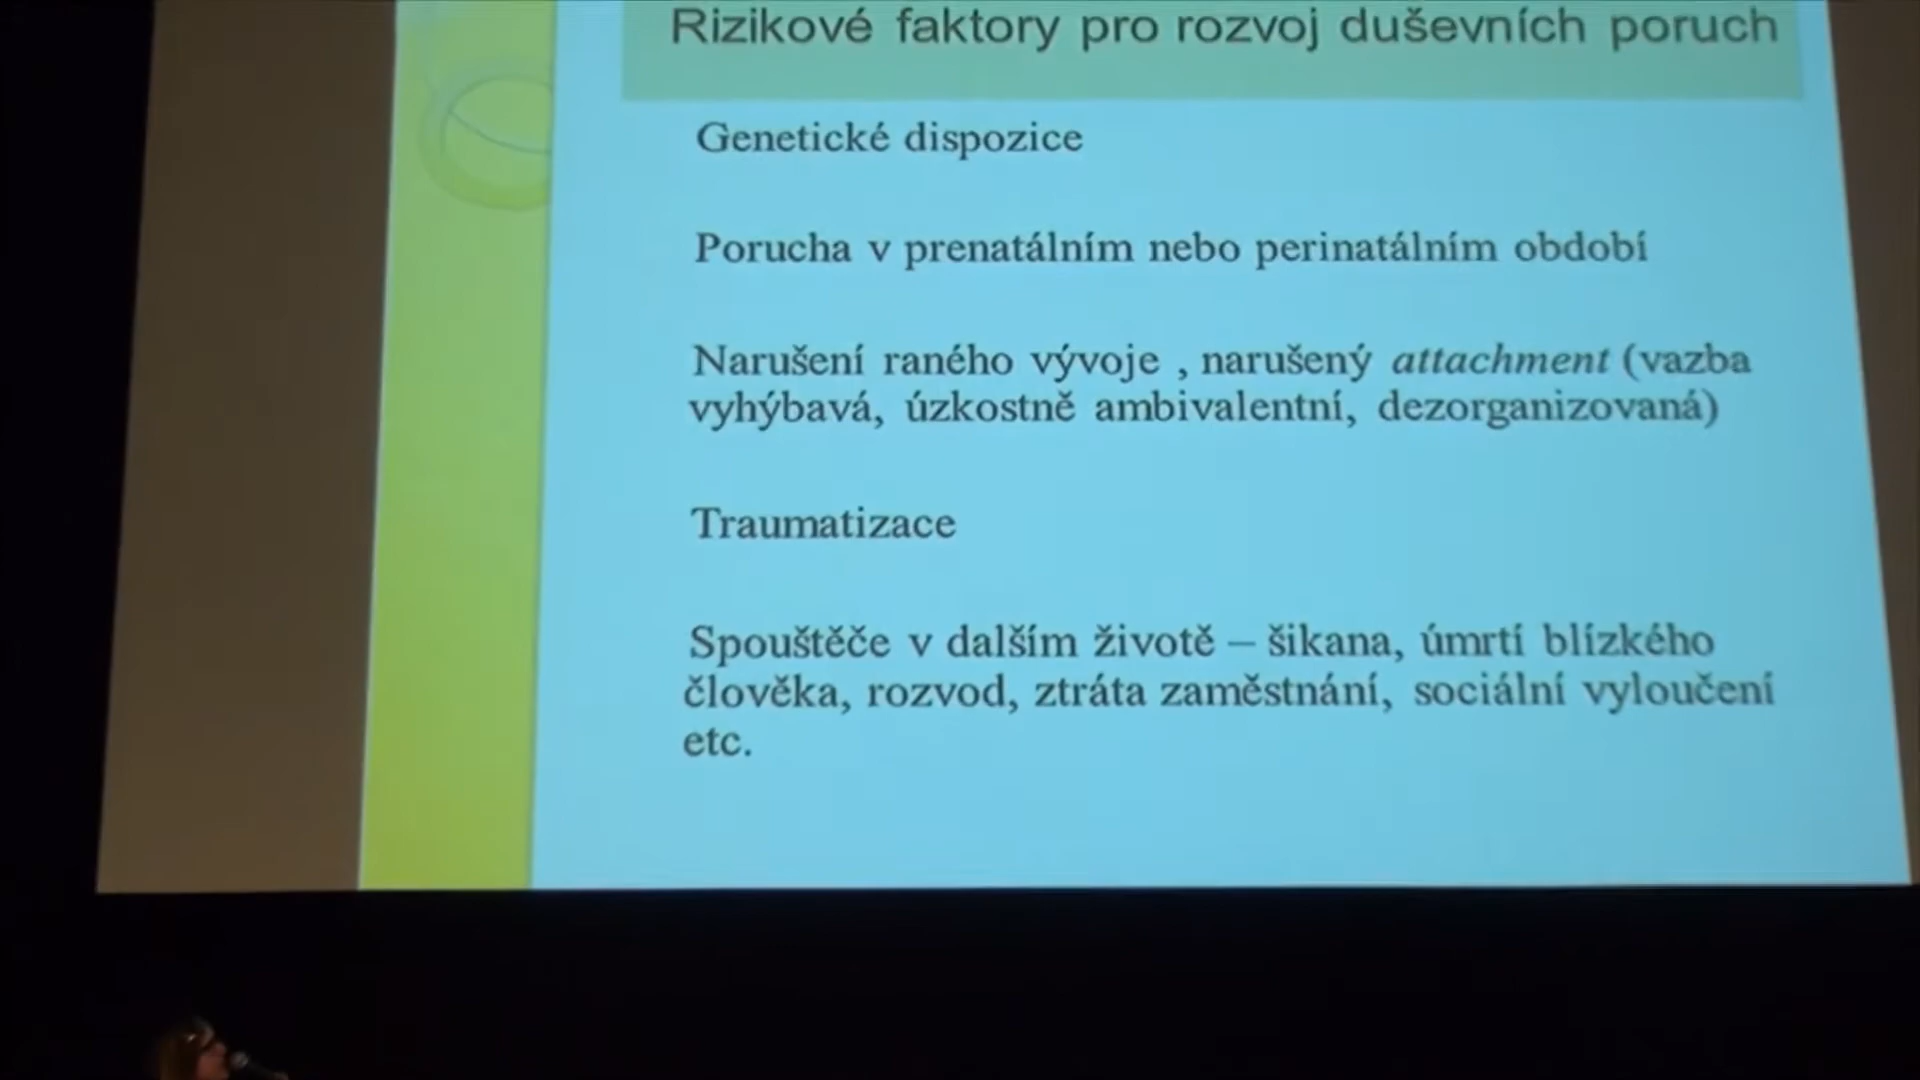 Rizikové faktory pro rozvoj duševních poruch
Genetické dispozice
Porucha v prenatálním nebo perinatálním období
Narušení raného vývoje , narušený attachment (vazba
vyhýbavá, úzkostně ambivalentní, dezorganizovaná)
Traumatizace
Spouštěče v dalším životě – šikana, úmrtí blízkého
člověka, rozvod, ztráta zaměstnání, sociální vyloučení
etc.